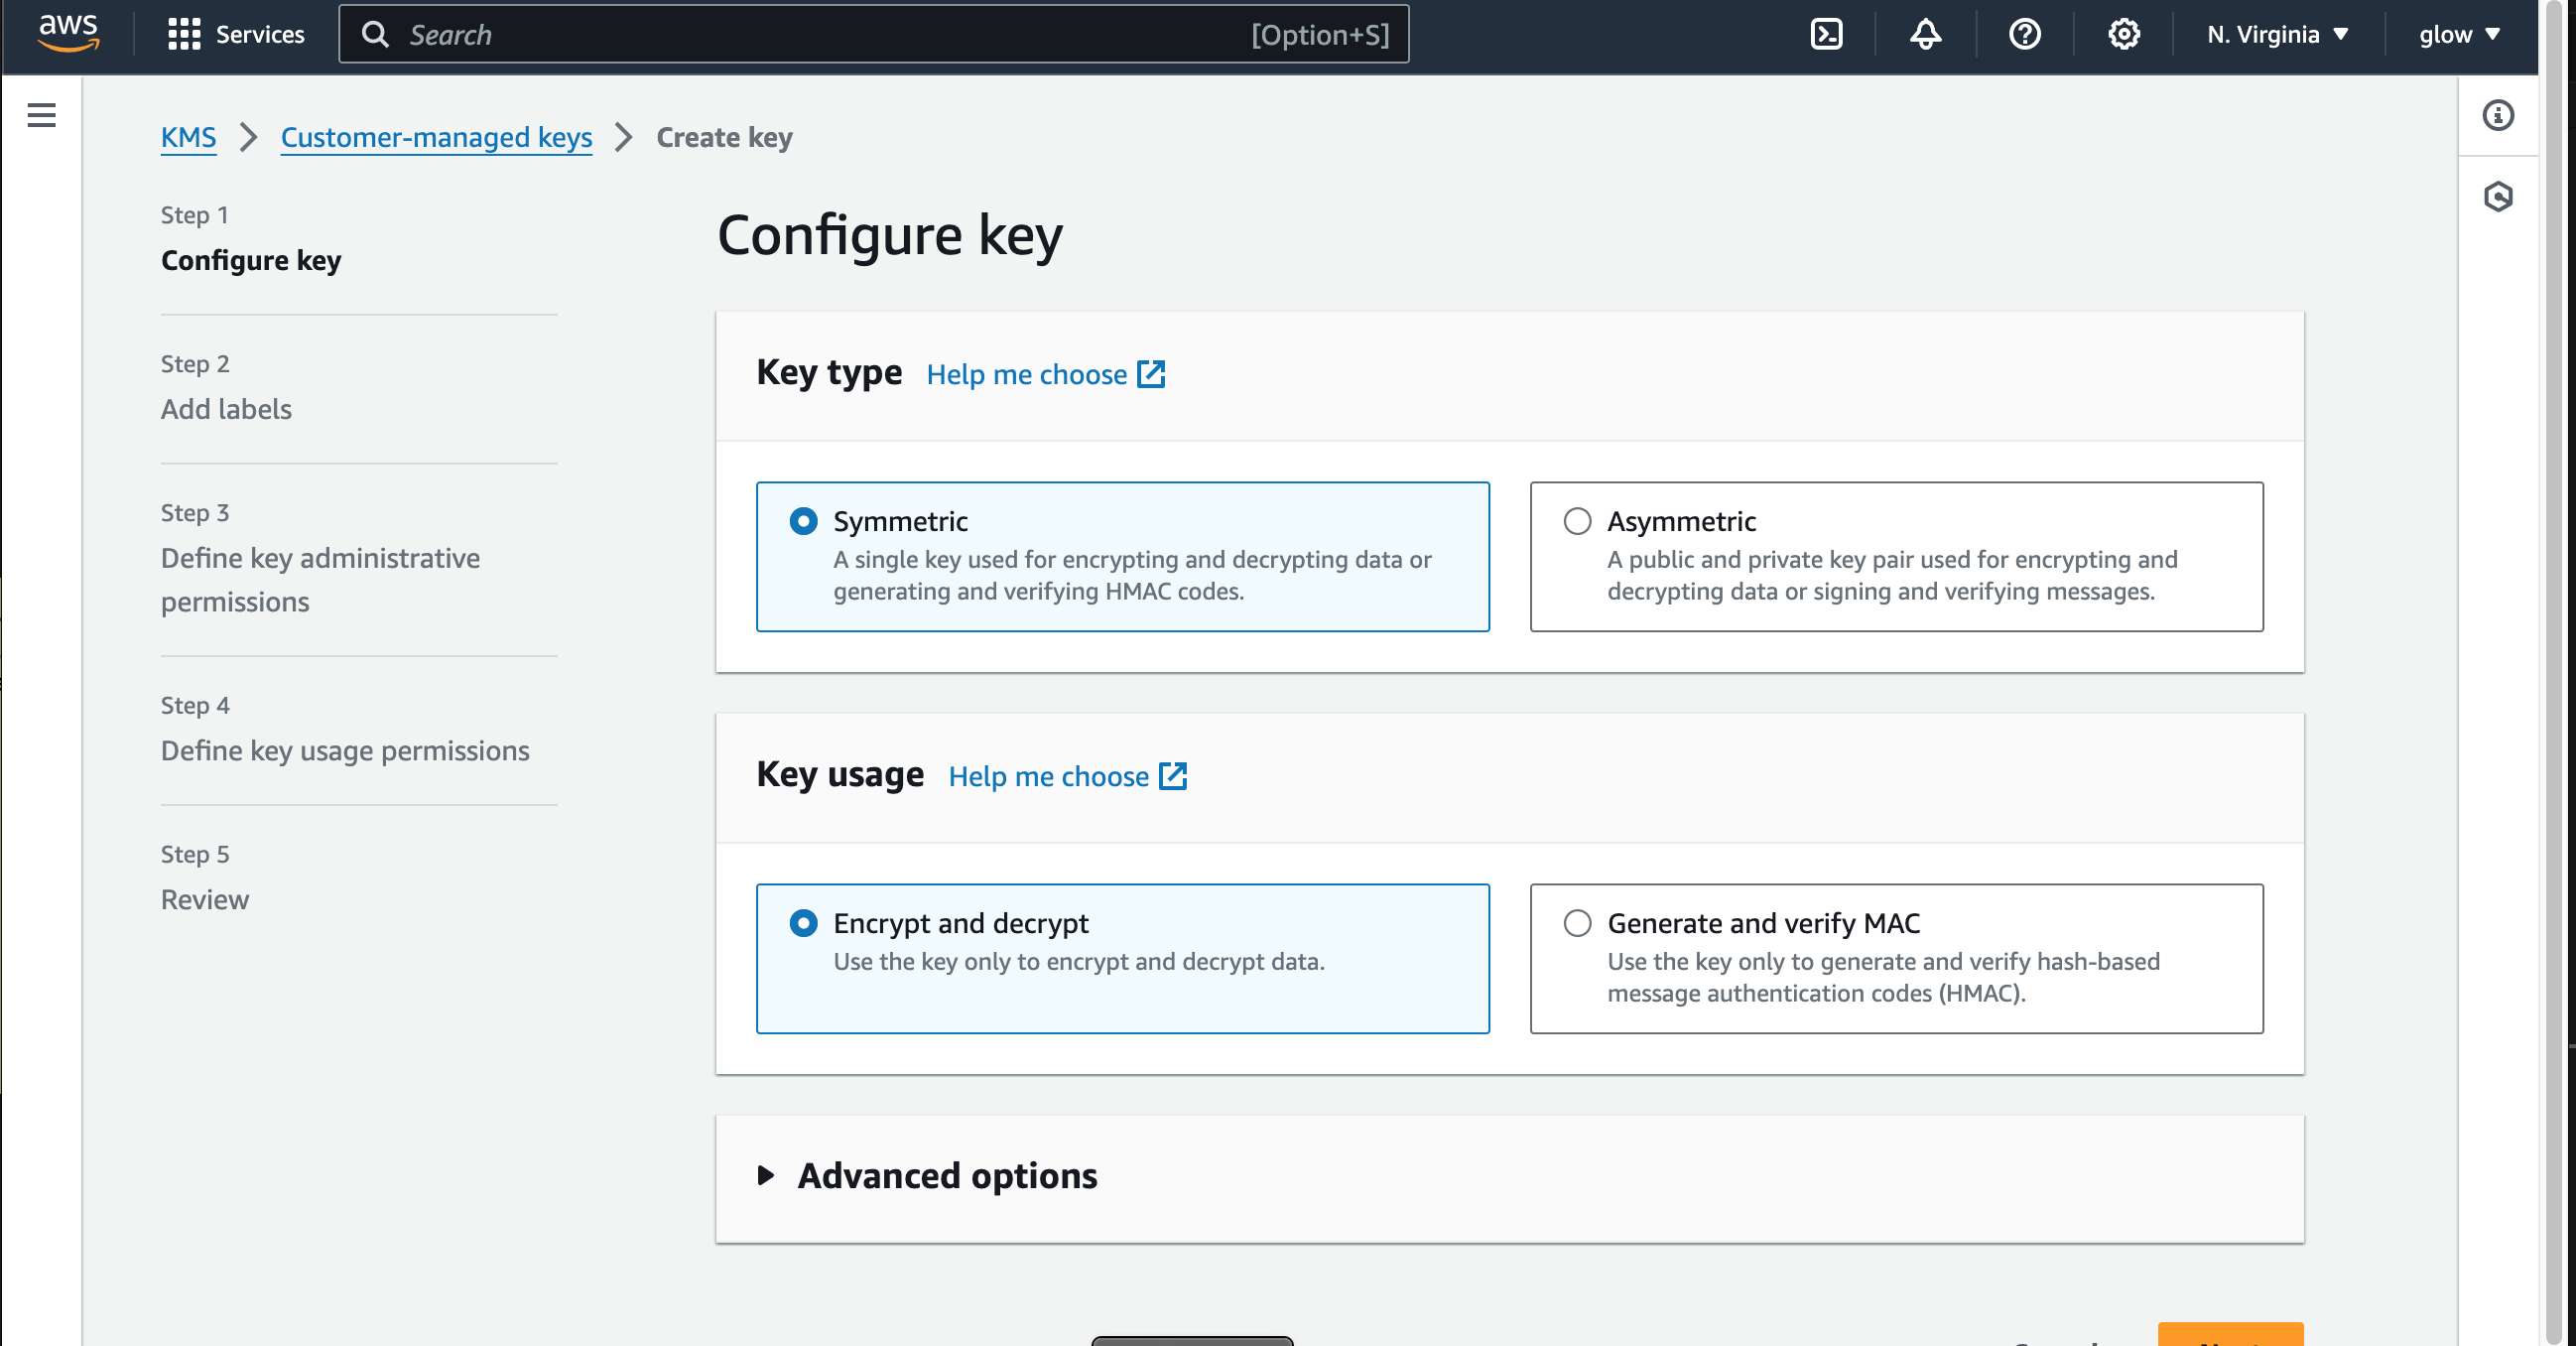 aws
Services
Search [Option+S]
N. Virginia
glow
KMS
Customer-managed keys
Create key
Step 1
Configure key
Step 2
Add labels
Step 3
Define key administrative
permissions
Step 4
Define key usage permissions
Step 5
Review
Configure key
Key type
Help me choose
Symmetric
A single key used for encrypting and decrypting data or
generating and verifying HMAC codes.
Asymmetric
A public and private key pair used for encrypting and
decrypting data or signing and verifying messages.
Key usage
Help me choose
Encrypt and decrypt
Use the key only to encrypt and decrypt data.
Generate and verify MAC
Use the key only to generate and verify hash-based
message authentication codes (HMAC).
Advanced options